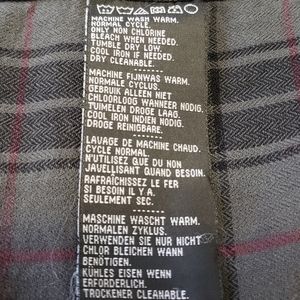 MACHINE WASH WARM.
NORMAL CYCLE.
ONLY NON CHLORINE
BLEACH WHEN NEEDED.
TUMBLE DRY LOW.
COOL IRON IF NEEDED.
DRY CLEANABLE.
MACHINE FIJNWAS WARM.
NORMALE CYCLUS.
GEBRUIK ALLEEN NIET
CHLOORLOOG WANNEER NODIG.
TUIMELEN DROGE LAAG.
COOL IRON INDIEN NODIG.
DROGE REINIGBARE.
LAVAGE DE MACHINE CHAUD.
CYCLE NORMAL.
N'UTILISEZ QUE DU NON
JAVELLISANT QUAND BESOIN.
RAFRAÎCHISSEZ LE FER
SI BESOIN IL Y A.
SEULEMENT SEC.
MASCHINE WASCHT WARM.
NORMALEN ZYKLUS.
VERWENDEN SIE NUR NICHT
CHLOR BLEICHEN WANN
BENÖTIGEN.
KÜHLES EISEN WENN
ERFORDERLICH.
TROCKENER CLEANABLE.